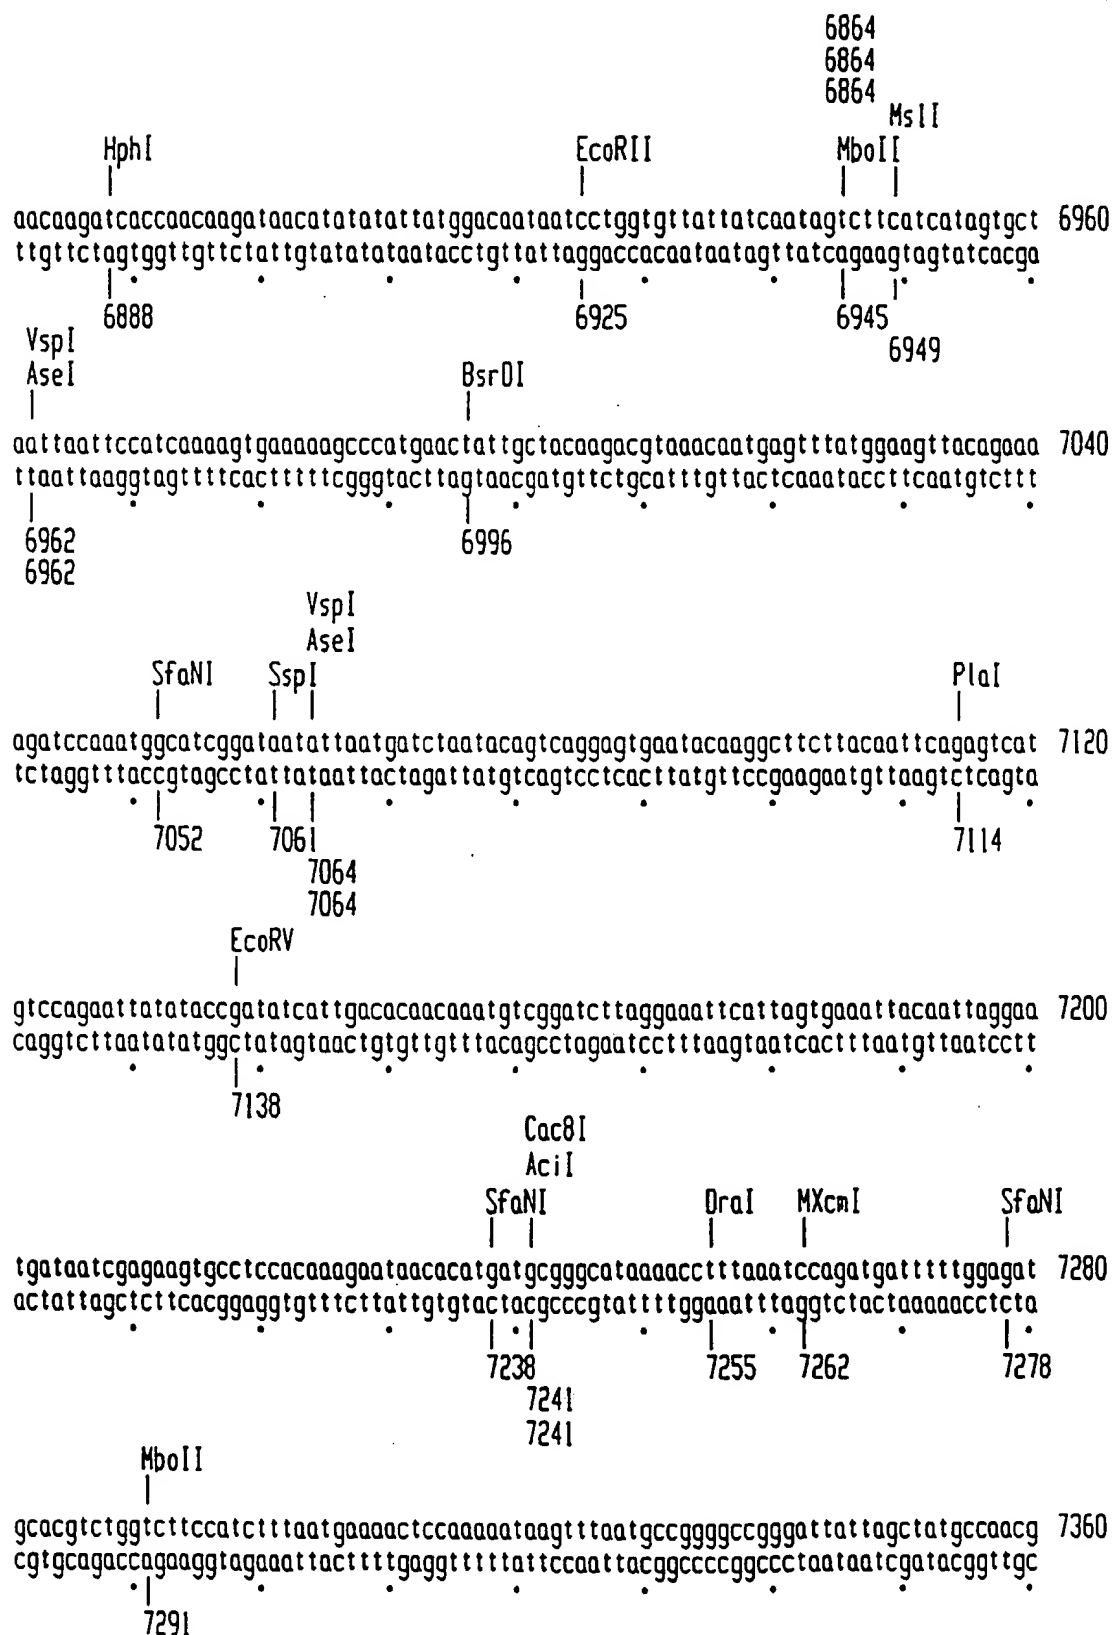 6864
6864
6864
MslI
HphI EcoRII MboII
aacaagatcaccaacaagataacatatatattatggacaataatcctggtgttattatcaatagtcttcatcatagtgct 6960
ttgttctagtggttgttctattgtatatataatacctgttattaggaccacaataatagttatcagaagtagtatcacga
6888 6925 6945
6949
VspI
AseI BsrDI
aattaattccatcaaaagtgaaaaagcccatgaactattgctacaagacgtaaacaatgagtttatggaagttacagaaa 7040
ttaattaaggtagttttcactttttcgggtacttagtaacgatgttctgcatttgttactcaaataccttcaatgtcttt
6962 6996
6962
VspI
AseI
SfaNI SspI PlaI
agatccaaatggcatcggataatattaatgatctaatacagtcaggagtgaatacaaggcttcttacaattcagagtcat 7120
tctaggtttaccgtagcctattataattactagattatgtcagtcctcacttatgttccgaagaatgttaagtctcagta
7052 7061 7114
7064
7064
EcoRV
gtccagaattatataccgatatcattgacacaacaaatgtcggatcttaggaaattcattagtgaaattacaattaggaa 7200
caggtcttaatatatggctatagtaactgtgttgtttacagcctagaatcctttaagtaatcactttaatgttaatcctt
7138
Cac8I
AciI
SfaNI DraI MXcmI SfaNI
tgataatcgagaagtgcctccacaaagaataacacatgatgcgggcataaaacctttaaatccagatgatttttggagat 7280
actattagctcttcacggaggtgtttcttattgtgtactacgcccgtattttggaaatttaggtctactaaaaacctcta
7238 7255 7262 7278
7241
7241
MboII
gcacgtctggtcttccatctttaatgaaaactccaaaaataagtttaatgccggggccgggattattagctatgccaacg 7360
cgtgcagaccagaaggtagaaattacttttgaggtttttattccaattacggccccggccctaataatcgatacggttgc
7291